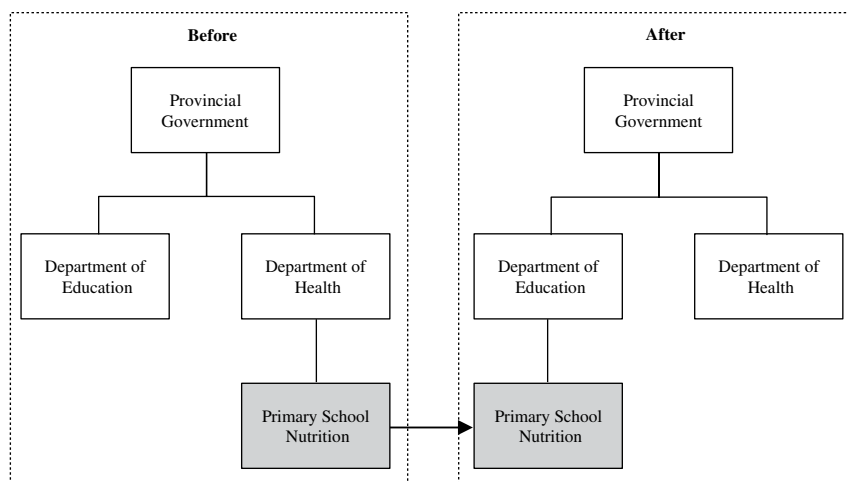 Before
Provincial
Government
Department of
Education
Department of
Health
Primary School
Nutrition
After
Provincial
Government
Department of
Education
Department of
Health
Primary School
Nutrition